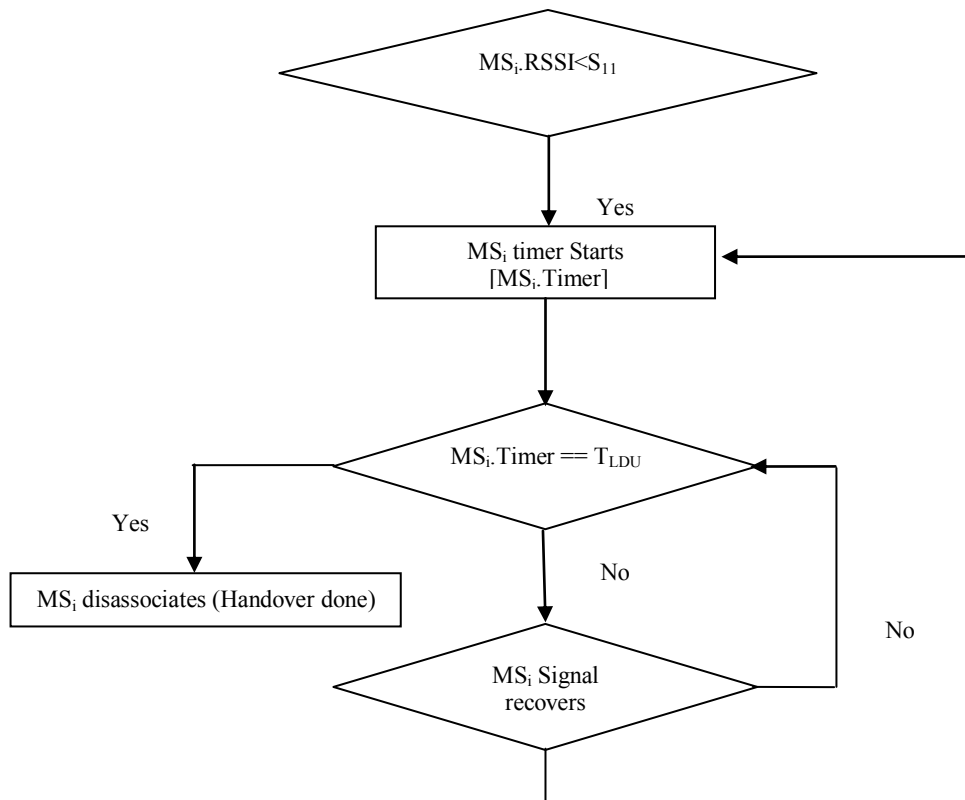 MSi.RSSI<S11
Yes
MSi timer Starts
[MSi.Timer]
MSi.Timer == TLDU
Yes
No
MSi disassociates (Handover done)
No
MSi Signal
recovers